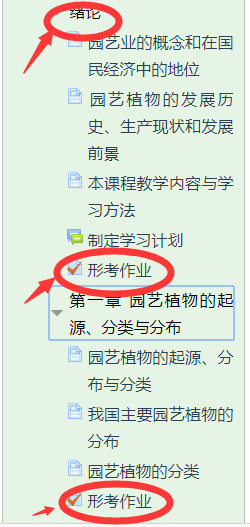 绪论
园艺业的概念和在国
民经济中的地位
园艺植物的发展历
史、生产现状和发展
前景
本课程教学内容与学
习方法
制定学习计划
形考作业
第一章 园艺植物的起
源、分类与分布
园艺植物的起源、分
布与分类
我国主要园艺植物的
分布
园艺植物的分类
形考作业